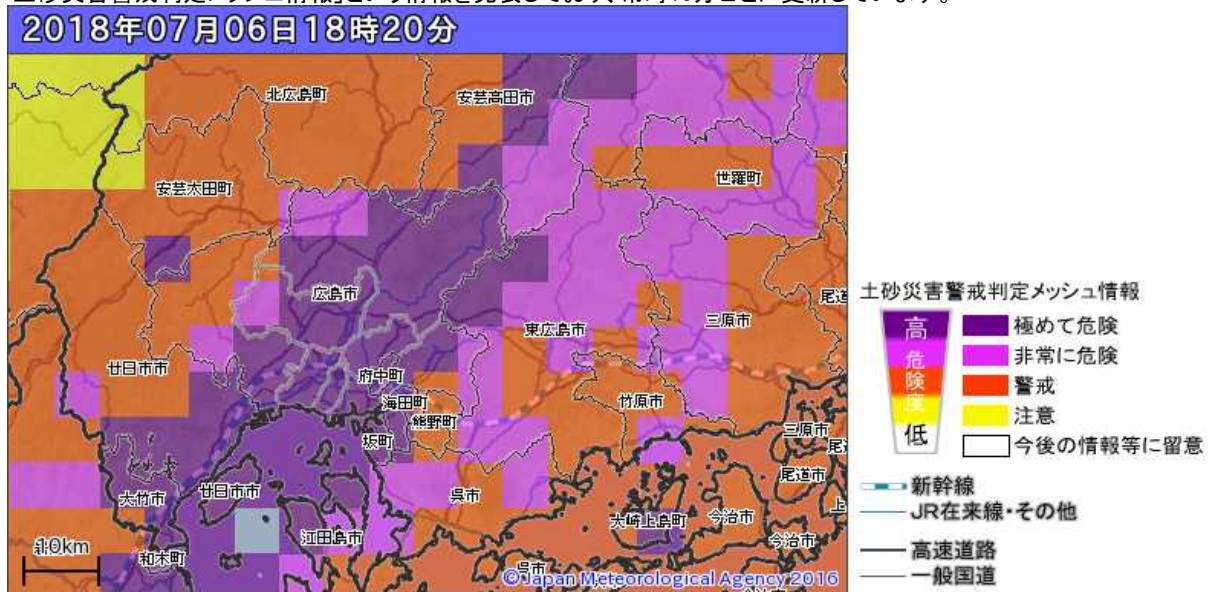 2018年07月06日18時20分
北広島町
安芸高田市
安芸太田町
世羅町
広島市
東広島市
三原市
廿日市市
府中町
海田町
熊野町
竹原市
坂町
三原市
尾道市
大竹市
廿日市市
呉市
大崎上島町
今治市
江田島市
今治市
和木町
呉市
10km
©Japan Meteorological Agency 2016
土砂災害警戒判定メッシュ情報
高
危
険
度
低
極めて危険
非常に危険
警戒
注意
今後の情報等に留意
新幹線
JR在来線・その他
高速道路
一般国道